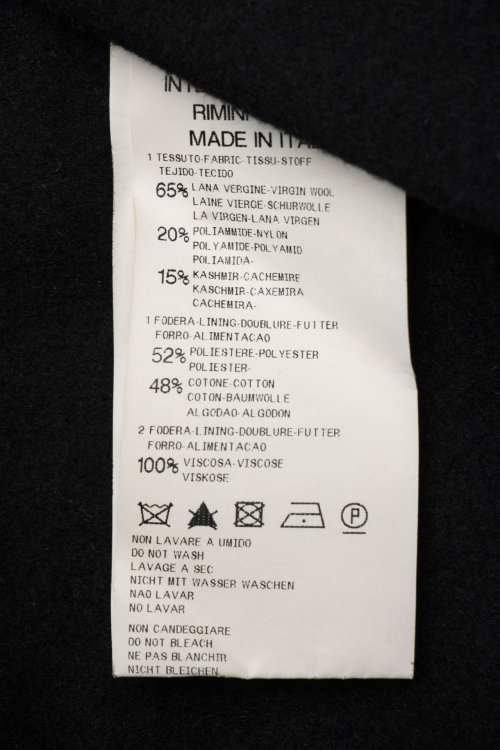 RIMINI
MADE IN ITA
1 TESSUTO-FABRIC-TISSU-STOFF
TEJIDO-TECIDO
65% LANA VERGINE-VIRGIN WOOL
LAINE VIERGE-SCHURWOLLE
LA VIRGEN-LANA VIRGEN
20% POLIAMMIDE-NYLON
POLYAMIDE-POLYAMID
POLIAMIDA-
15% KASHMIR-CACHEMIRE
KASCHMIR-CAXEMIRA
CACHEMIRA-
1 FODERA-LINING-DOUBLURE-FUTTER
FORRO-ALIMENTACAO
52% POLIESTERE-POLYESTER
POLIESTER-
48% COTONE-COTTON
COTON-BAUMWOLLE
ALGODAO-ALGODON
2 FODERA-LINING-DOUBLURE-FUTTER
FORRO-ALIMENTACAO
100% VISCOSA-VISCOSE
VISKOSE
P
NON LAVARE A UMIDO
DO NOT WASH
LAVAGE A SEC
NICHT MIT WASSER WASCHEN
NAO LAVAR
NO LAVAR
NON CANDEGGIARE
DO NOT BLEACH
NE PAS BLANCHIR
NICHT BLEICHEN